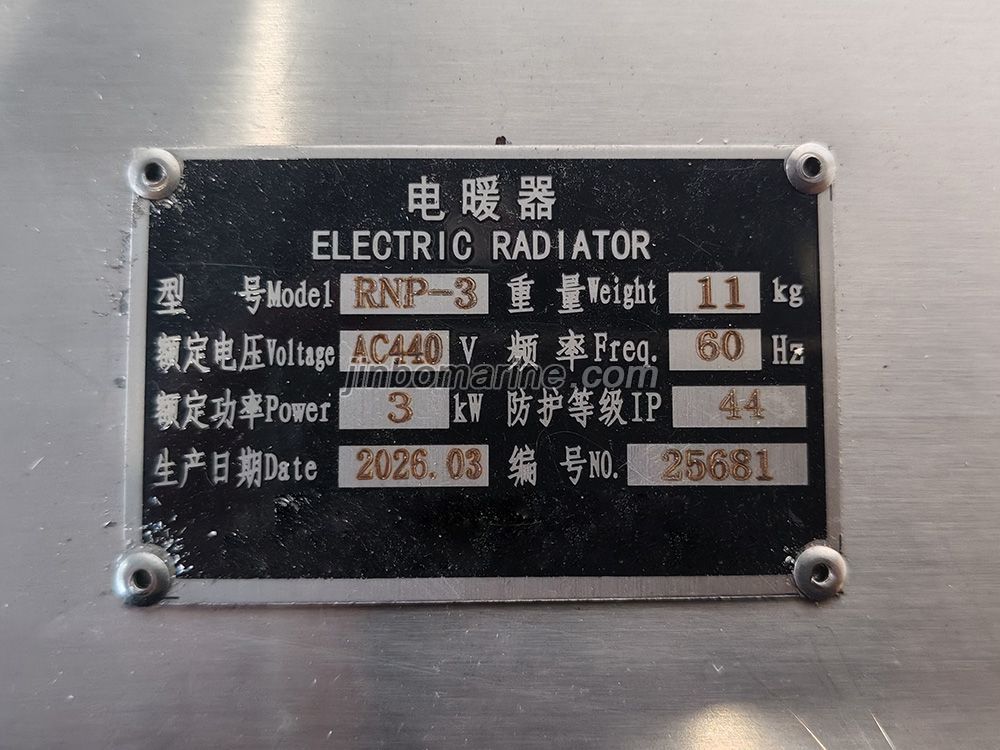 电暖器
ELECTRIC RADIATOR
型 号Model RNP-3 重 量Weight 11 kg
额定电压Voltage AC440 V 频 率Freq. 60 Hz
jinbomarine.com
额定功率Power 3 kW 防护等级IP 44
生产日期Date 2026.03 编 号NO. 25681